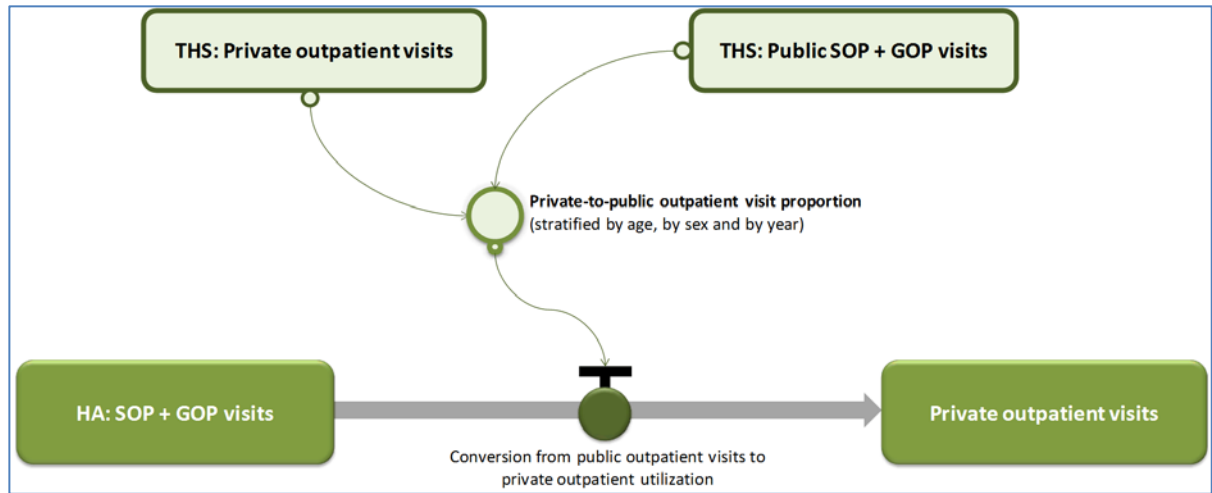 THS: Private outpatient visits
THS: Public SOP + GOP visits
Private-to-public outpatient visit proportion
(stratified by age, by sex and by year)
HA: SOP + GOP visits
Private outpatient visits
Conversion from public outpatient visits to
private outpatient utilization